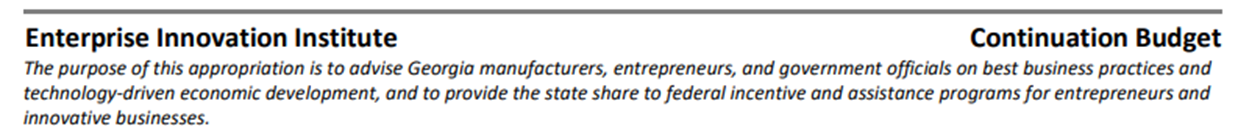 Enterprise Innovation Institute Continuation Budget
The purpose of this appropriation is to advise Georgia manufacturers, entrepreneurs, and government officials on best business practices and
technology-driven economic development, and to provide the state share to federal incentive and assistance programs for entrepreneurs and
innovative businesses.